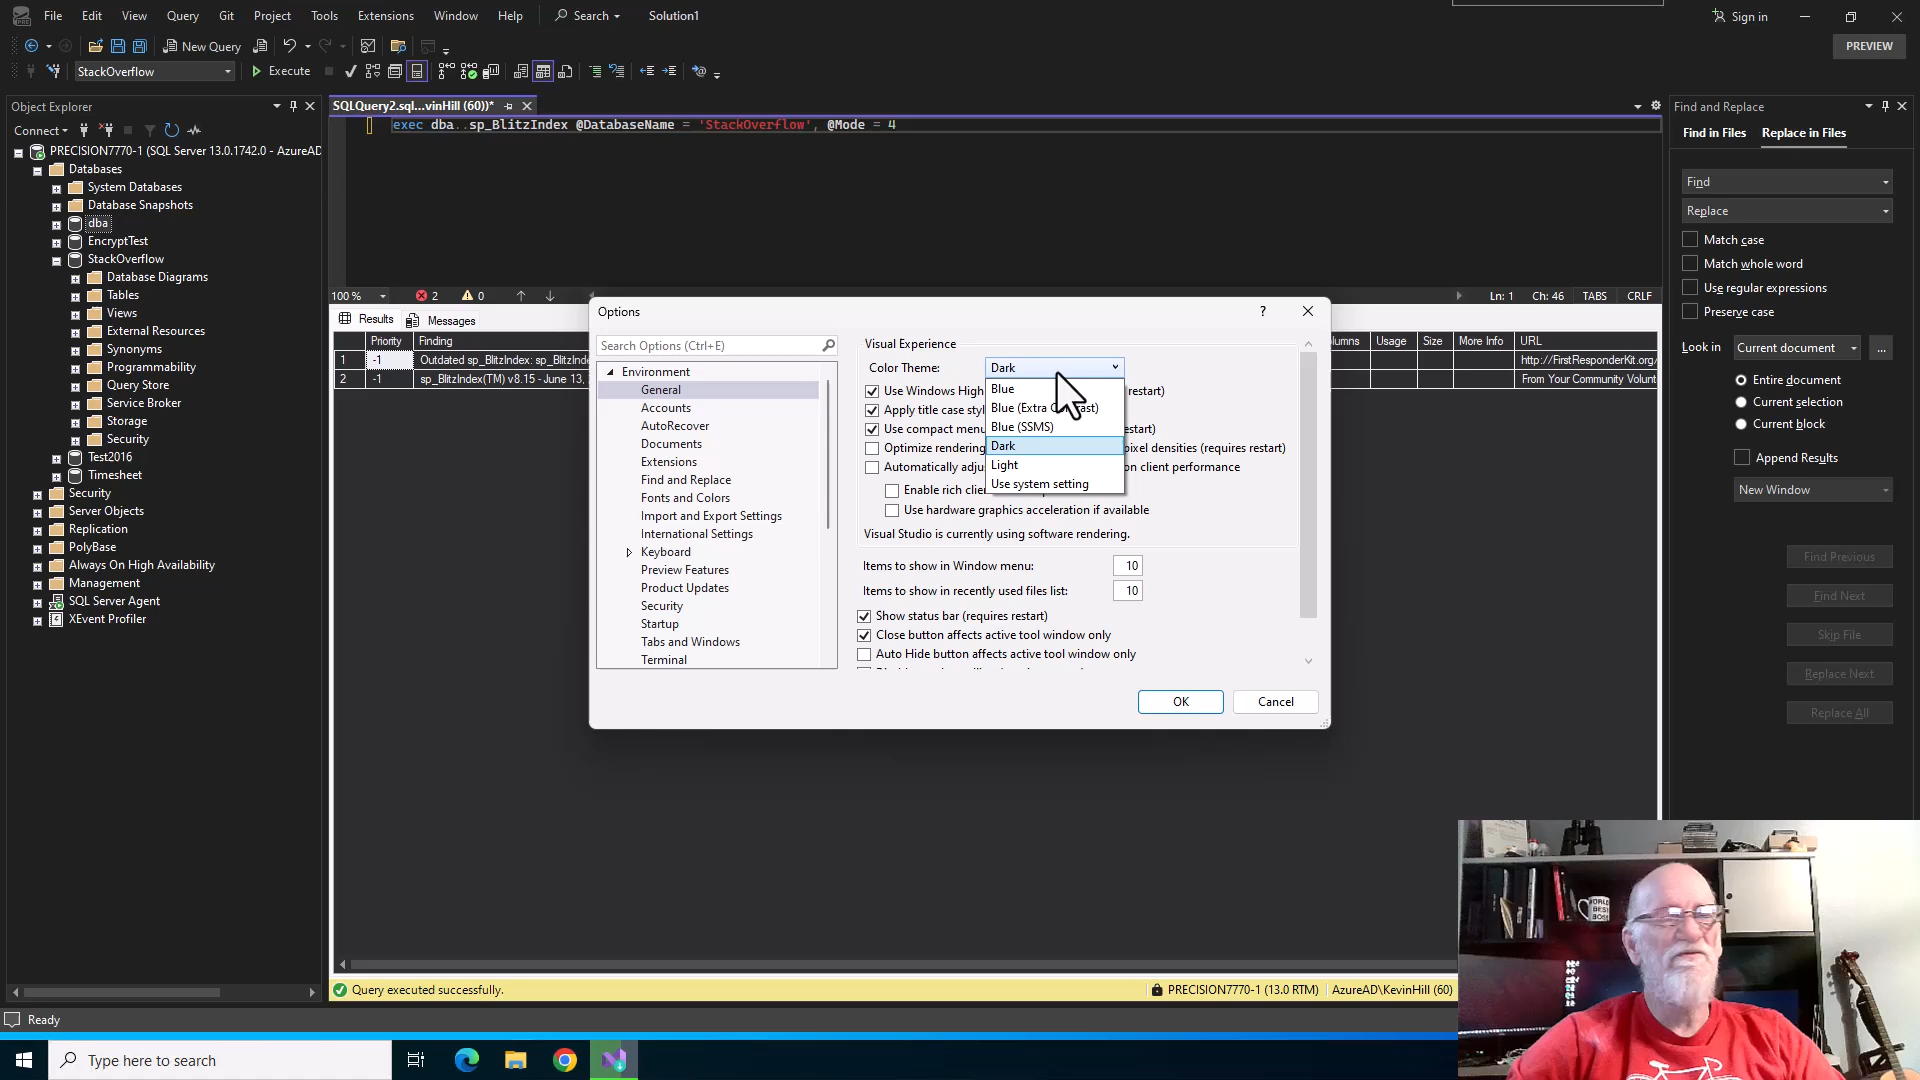 File Edit View Query Git Project Tools Extensions Window Help Search Solution1 Sign in
New Query PREVIEW
StackOverflow Execute
Object Explorer
Connect
PRECISION7770-1 (SQL Server 13.0.1742.0 - AzureAD
Databases
System Databases
Database Snapshots
dba
EncryptTest
StackOverflow
Database Diagrams
Tables
Views
External Resources
Synonyms
Programmability
Query Store
Service Broker
Storage
Security
Test2016
Timesheet
Security
Server Objects
Replication
PolyBase
Always On High Availability
Management
SQL Server Agent
XEvent Profiler
SQLQuery2.sql...vinHill (60))*
exec dba..sp_BlitzIndex @DatabaseName = 'StackOverflow', @Mode = 4
100 % 2 0 Ln: 1 Ch: 46 TABS CRLF
Results Messages
Priority Finding Usage Size More Info URL
1 -1 Outdated sp_BlitzIndex: sp_BlitzInde http://FirstResponderKit.org/
2 -1 sp_BlitzIndex(TM) v8.15 - June 13, From Your Community Volunt
Options ?
Search Options (Ctrl+E)
Environment
General
Accounts
AutoRecover
Documents
Extensions
Find and Replace
Fonts and Colors
Import and Export Settings
International Settings
Keyboard
Preview Features
Product Updates
Security
Startup
Tabs and Windows
Terminal
Visual Experience
Color Theme: Dark
Blue
Blue (Extra Contrast)
Blue (SSMS)
Dark
Light
Use system setting
Use Windows High restart)
Apply title case styl
Use compact menu estart)
Optimize rendering ixel densities (requires restart)
Automatically adju on client performance
Enable rich clie
Use hardware graphics acceleration if available
Visual Studio is currently using software rendering.
Items to show in Window menu: 10
Items to show in recently used files list: 10
Show status bar (requires restart)
Close button affects active tool window only
Auto Hide button affects active tool window only
OK Cancel
Find and Replace
Find in Files Replace in Files
Find
Replace
Match case
Match whole word
Use regular expressions
Preserve case
Look in Current document ...
Entire document
Current selection
Current block
Append Results
New Window
Find Previous
Find Next
Skip File
Replace Next
Replace All
WORLD'S BEST BOSS
Query executed successfully. PRECISION7770-1 (13.0 RTM) AzureAD\KevinHill (60)
Ready
Type here to search